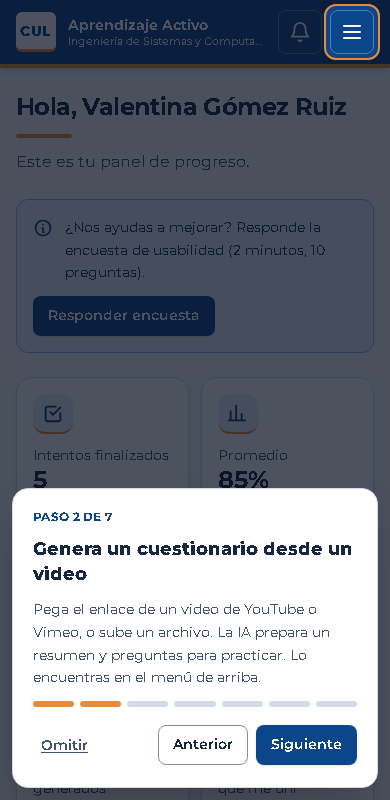 CUL
Aprendizaje Activo
Ingeniería de Sistemas y Computa...
Hola, Valentina Gómez Ruiz
Este es tu panel de progreso.
¿Nos ayudas a mejorar? Responde la
encuesta de usabilidad (2 minutos, 10
preguntas).
Responder encuesta
Intentos finalizados
5
Promedio
85%
PASO 2 DE 7
Genera un cuestionario desde un
video
Pega el enlace de un video de YouTube o
Vimeo, o sube un archivo. La IA prepara un
resumen y preguntas para practicar. Lo
encuentras en el menú de arriba.
Omitir
Anterior
Siguiente
generados
que me uní